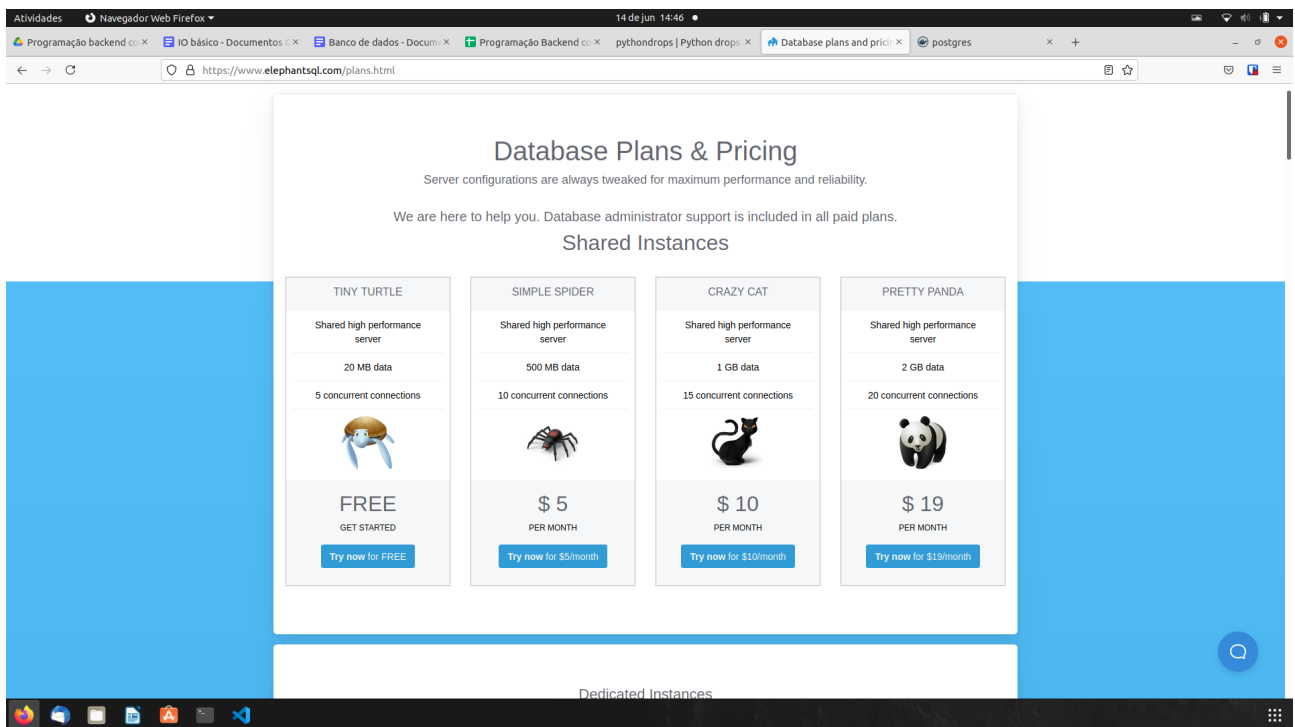 Atividades
Navegador Web Firefox
14 de jun 14:46
Programação backend co
IO básico - Documentos
Banco de dados - Docum
Programação Backend co
pythondrops | Python drops
Database plans and pricin
postgres
https://www.elephantsql.com/plans.html
Database Plans & Pricing
Server configurations are always tweaked for maximum performance and reliability.
We are here to help you. Database administrator support is included in all paid plans.
Shared Instances
TINY TURTLE
Shared high performance
server
20 MB data
5 concurrent connections
FREE
GET STARTED
Try now for FREE
SIMPLE SPIDER
Shared high performance
server
500 MB data
10 concurrent connections
$ 5
PER MONTH
Try now for $5/month
CRAZY CAT
Shared high performance
server
1 GB data
15 concurrent connections
$ 10
PER MONTH
Try now for $10/month
PRETTY PANDA
Shared high performance
server
2 GB data
20 concurrent connections
$ 19
PER MONTH
Try now for $19/month
Dedicated Instances